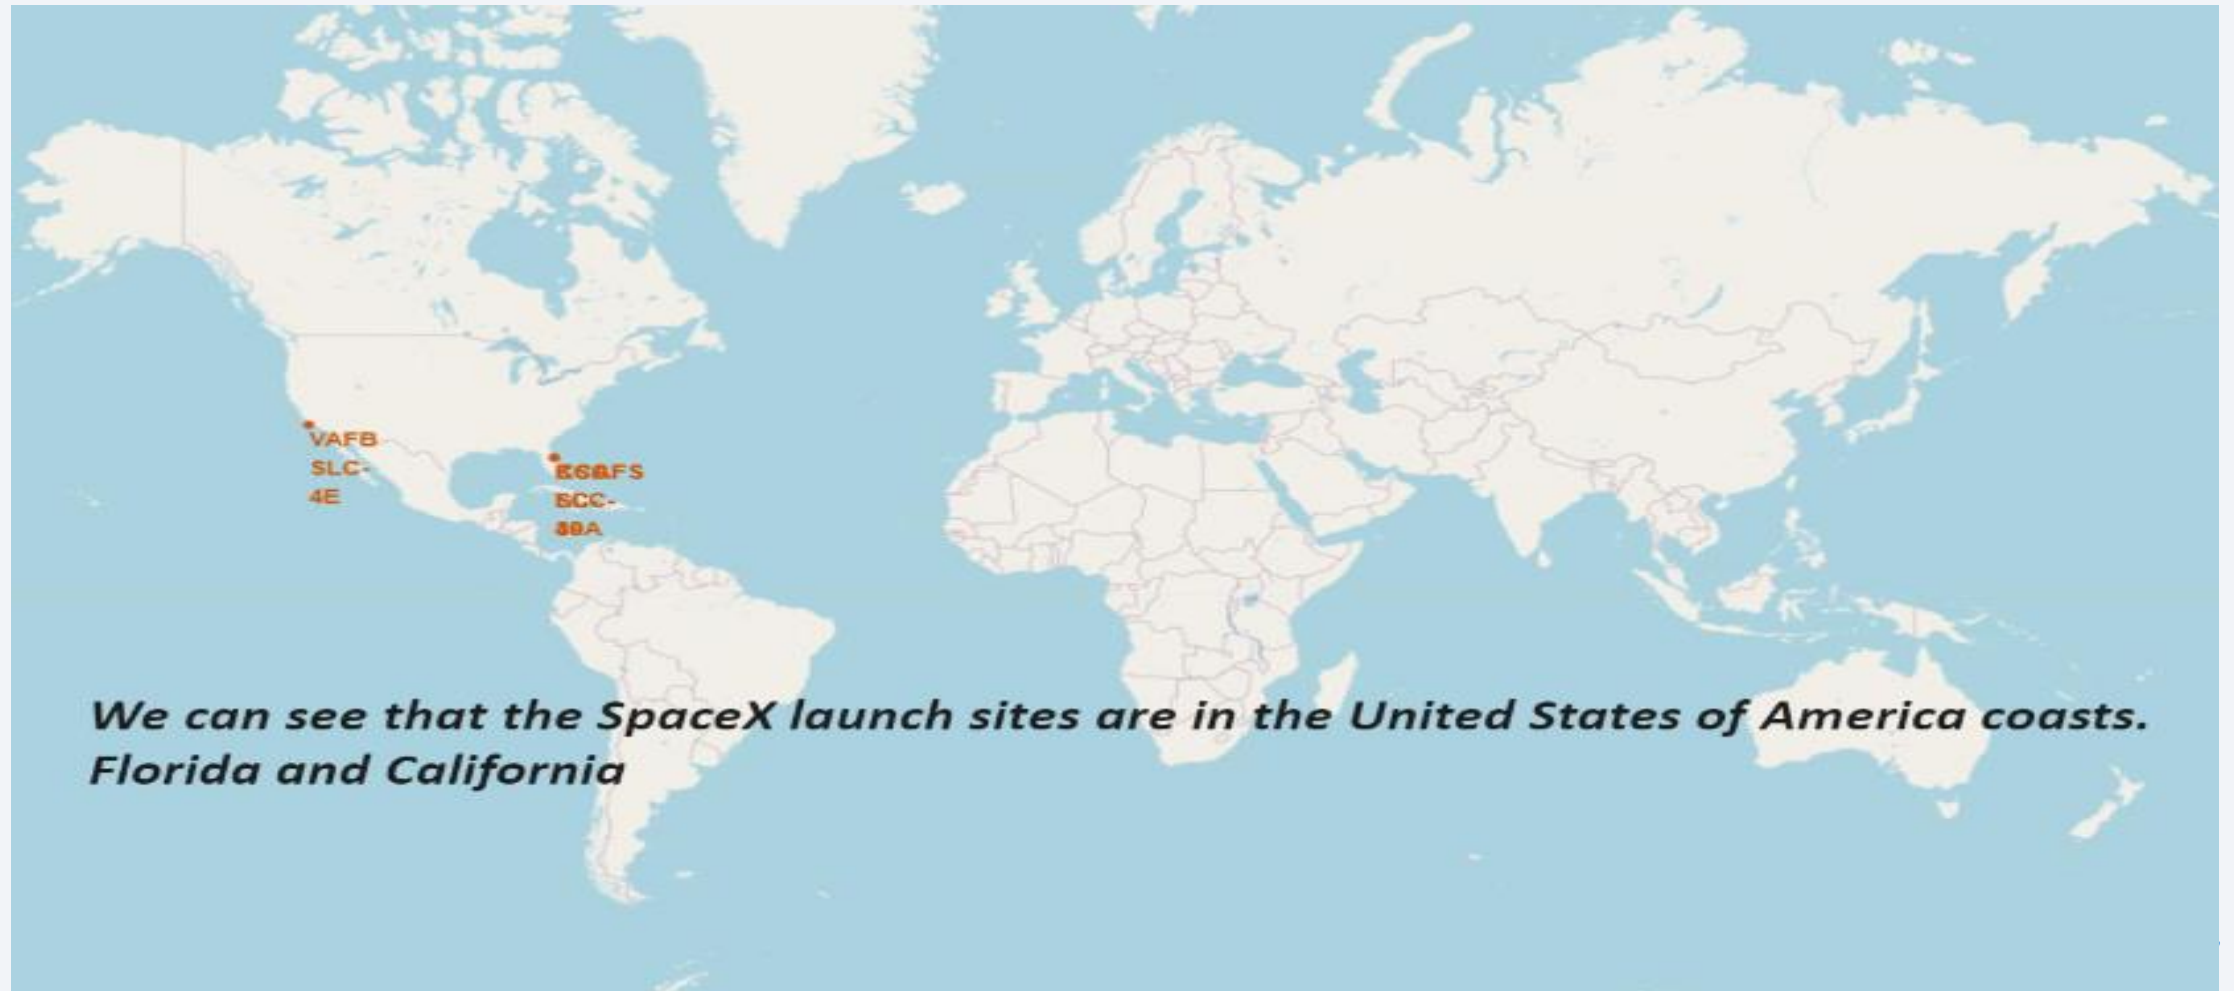 VAFB
SLC-
4E
We can see that the SpaceX launch sites are in the United States of America coasts.
Florida and California